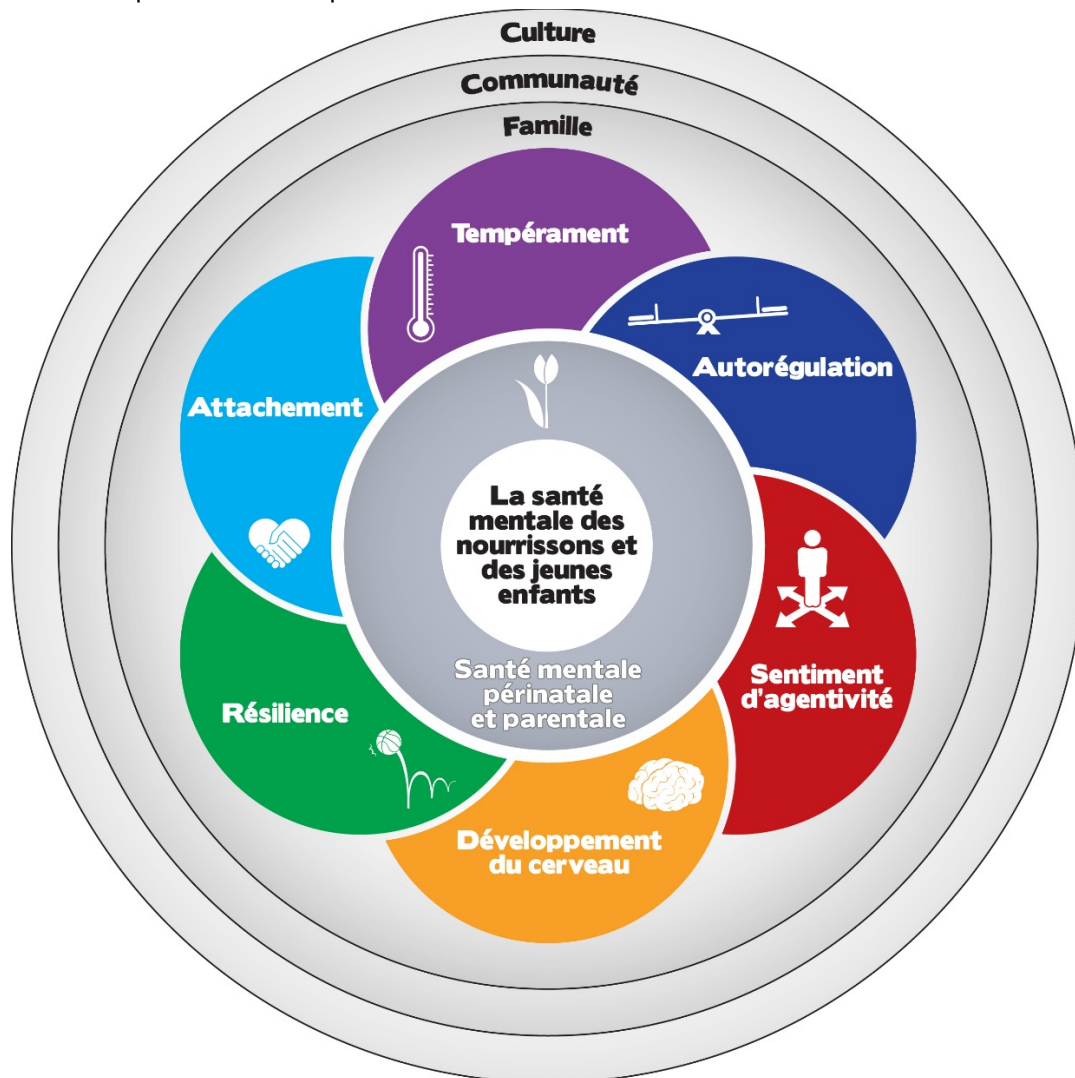 Culture
Communauté
Famille
Tempérament
Autorégulation
Attachement
La santé
mentale des
nourrissons et
des jeunes
enfants
Santé mentale
périnatale
et parentale
Sentiment
d'agentivité
Résilience
Développement
du cerveau